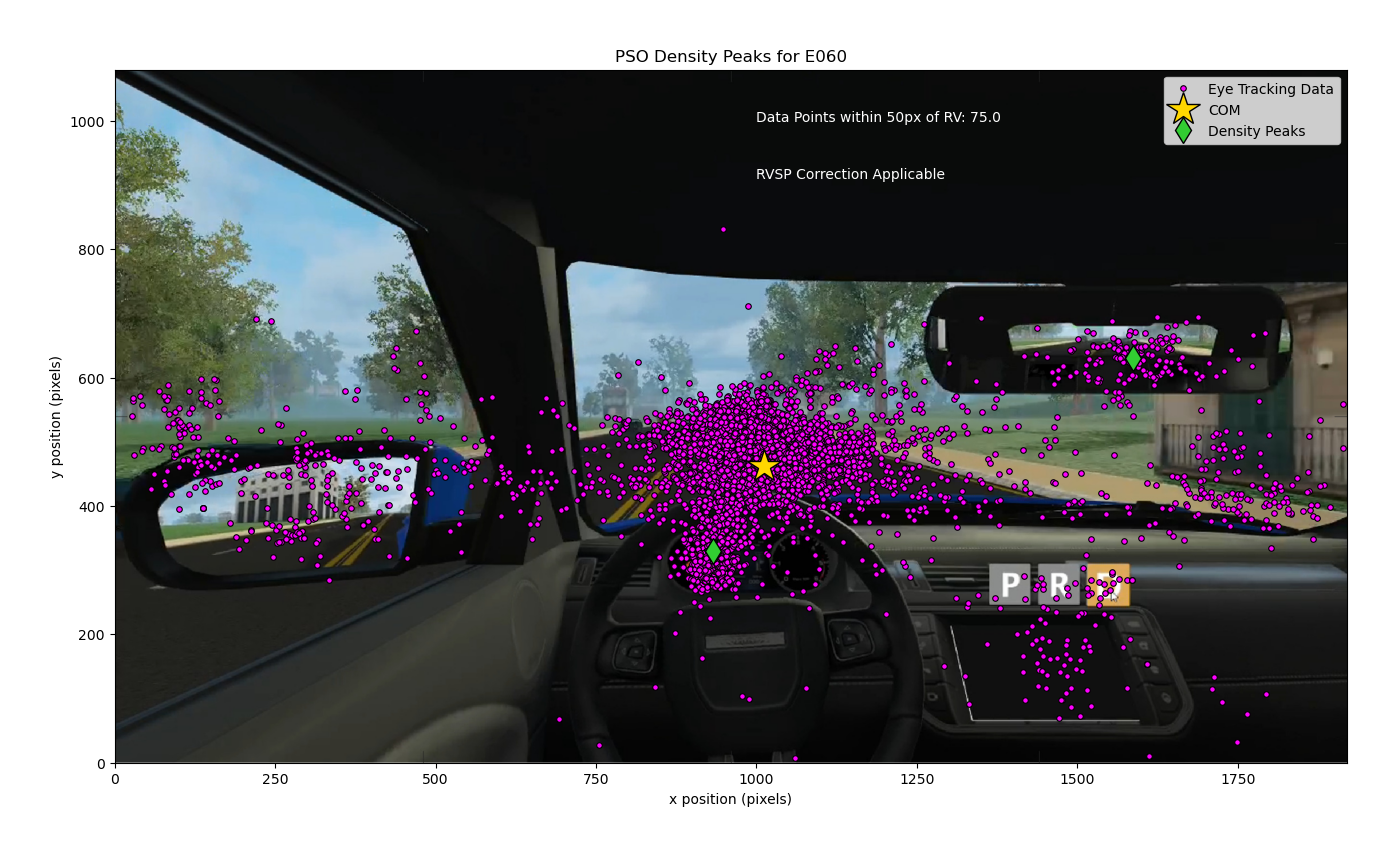 PSO Density Peaks for E060
Eye Tracking Data
COM
Density Peaks
Data Points within 50px of RV: 75.0
RVSP Correction Applicable
1000
800
600
400
200
0
y position (pixels)
P R
0 250 500 750 1000 1250 1500 1750
x position (pixels)